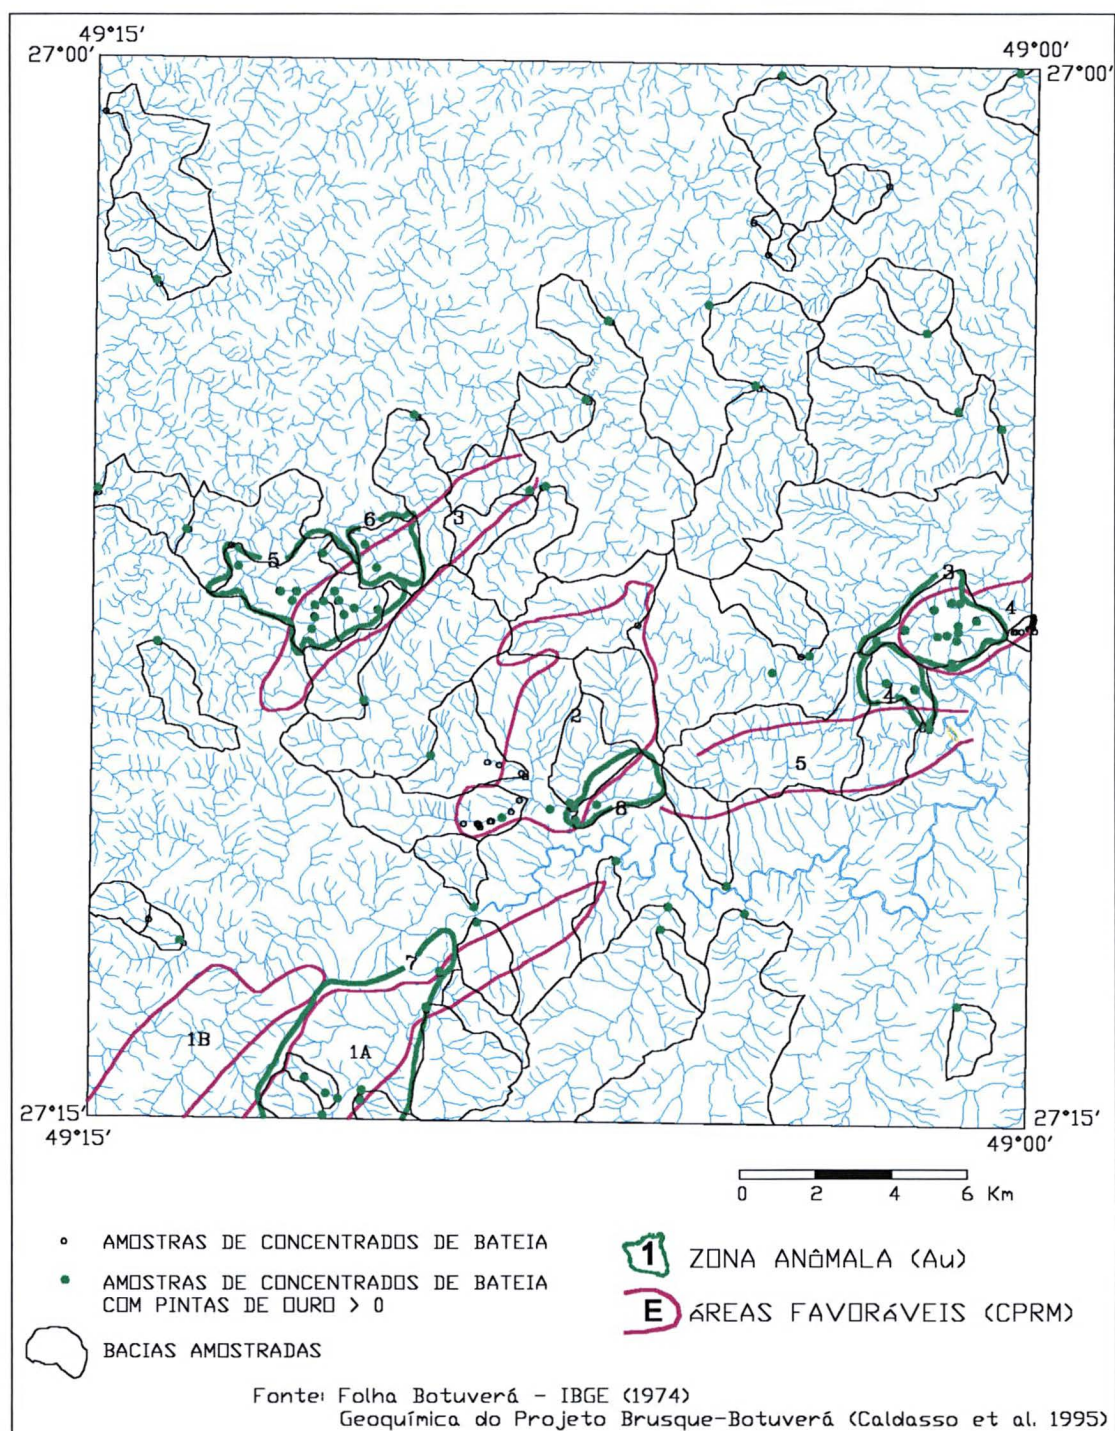 49°15′
49°00′
27°00′
27°00′
6
3
5
3
4
4
2
5
8
7
1B
1A
27°15′
27°15′
49°15′
49°00′
0 2 4 6 Km
AMOSTRAS DE CONCENTRADOS DE BATEIA
AMOSTRAS DE CONCENTRADOS DE BATEIA
COM PINTAS DE OURO > 0
BACIAS AMOSTRADAS
1 ZONA ANÔMALA (Au)
E ÁREAS FAVORÁVEIS (CPRM)
Fonte: Folha Botuverá - IBGE (1974)
Geoquímica do Projeto Brusque-Botuverá (Caldasso et al. 1995)